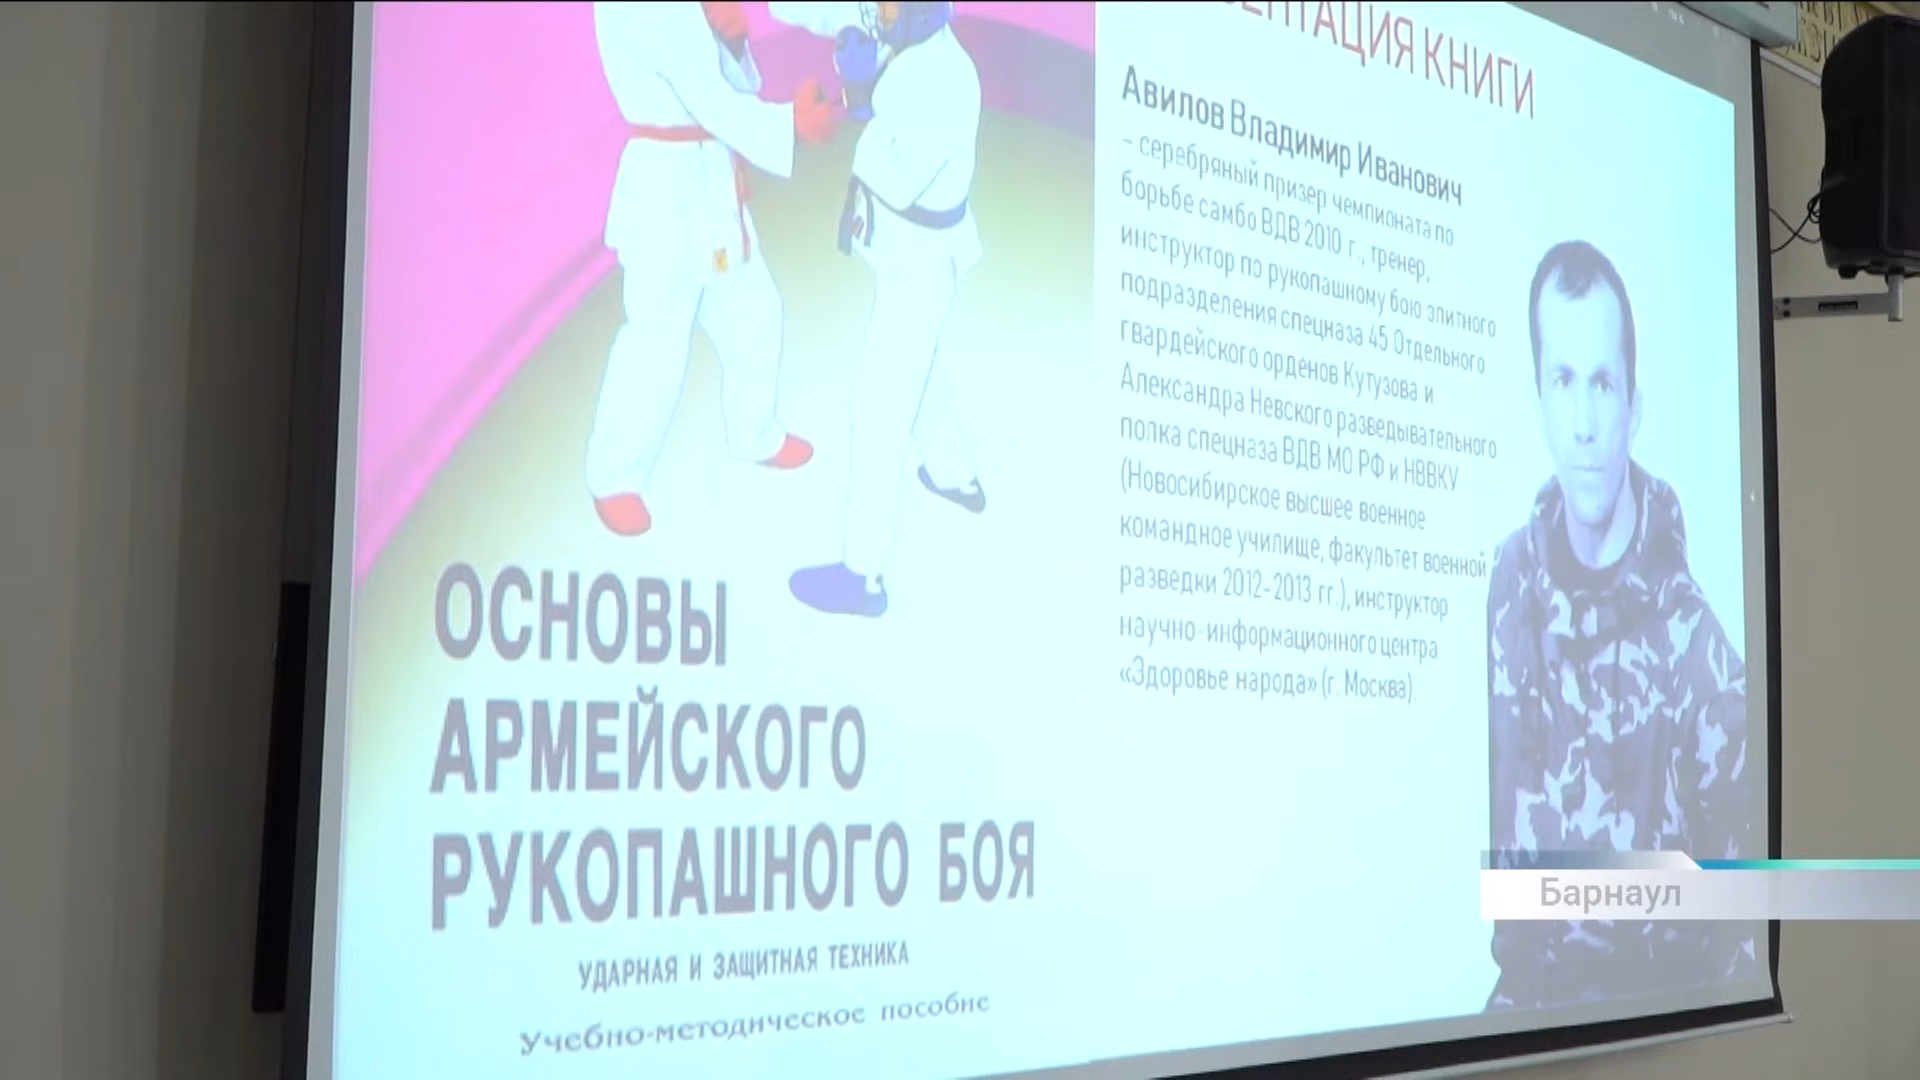 ЕНТАЦИЯ КНИГИ
Авилов Владимир Иванович
– серебряный призер чемпионата по
борьбе самбо ВДВ 2010 г., тренер,
инструктор по рукопашному бою элитного
подразделения спецназа 45 Отдельного
гвардейского орденов Кутузова и
Александра Невского разведывательного
полка спецназа ВДВ МО РФ и НВВКУ
(Новосибирское высшее военное
командное училище, факультет военной
разведки 2012-2013 гг.), инструктор
научно-информационного центра
«Здоровье народа» (г. Москва).
ОСНОВЫ
АРМЕЙСКОГО
РУКОПАШНОГО БОЯ
УДАРНАЯ И ЗАЩИТНАЯ ТЕХНИКА
Учебно-методическое пособие
Барнаул